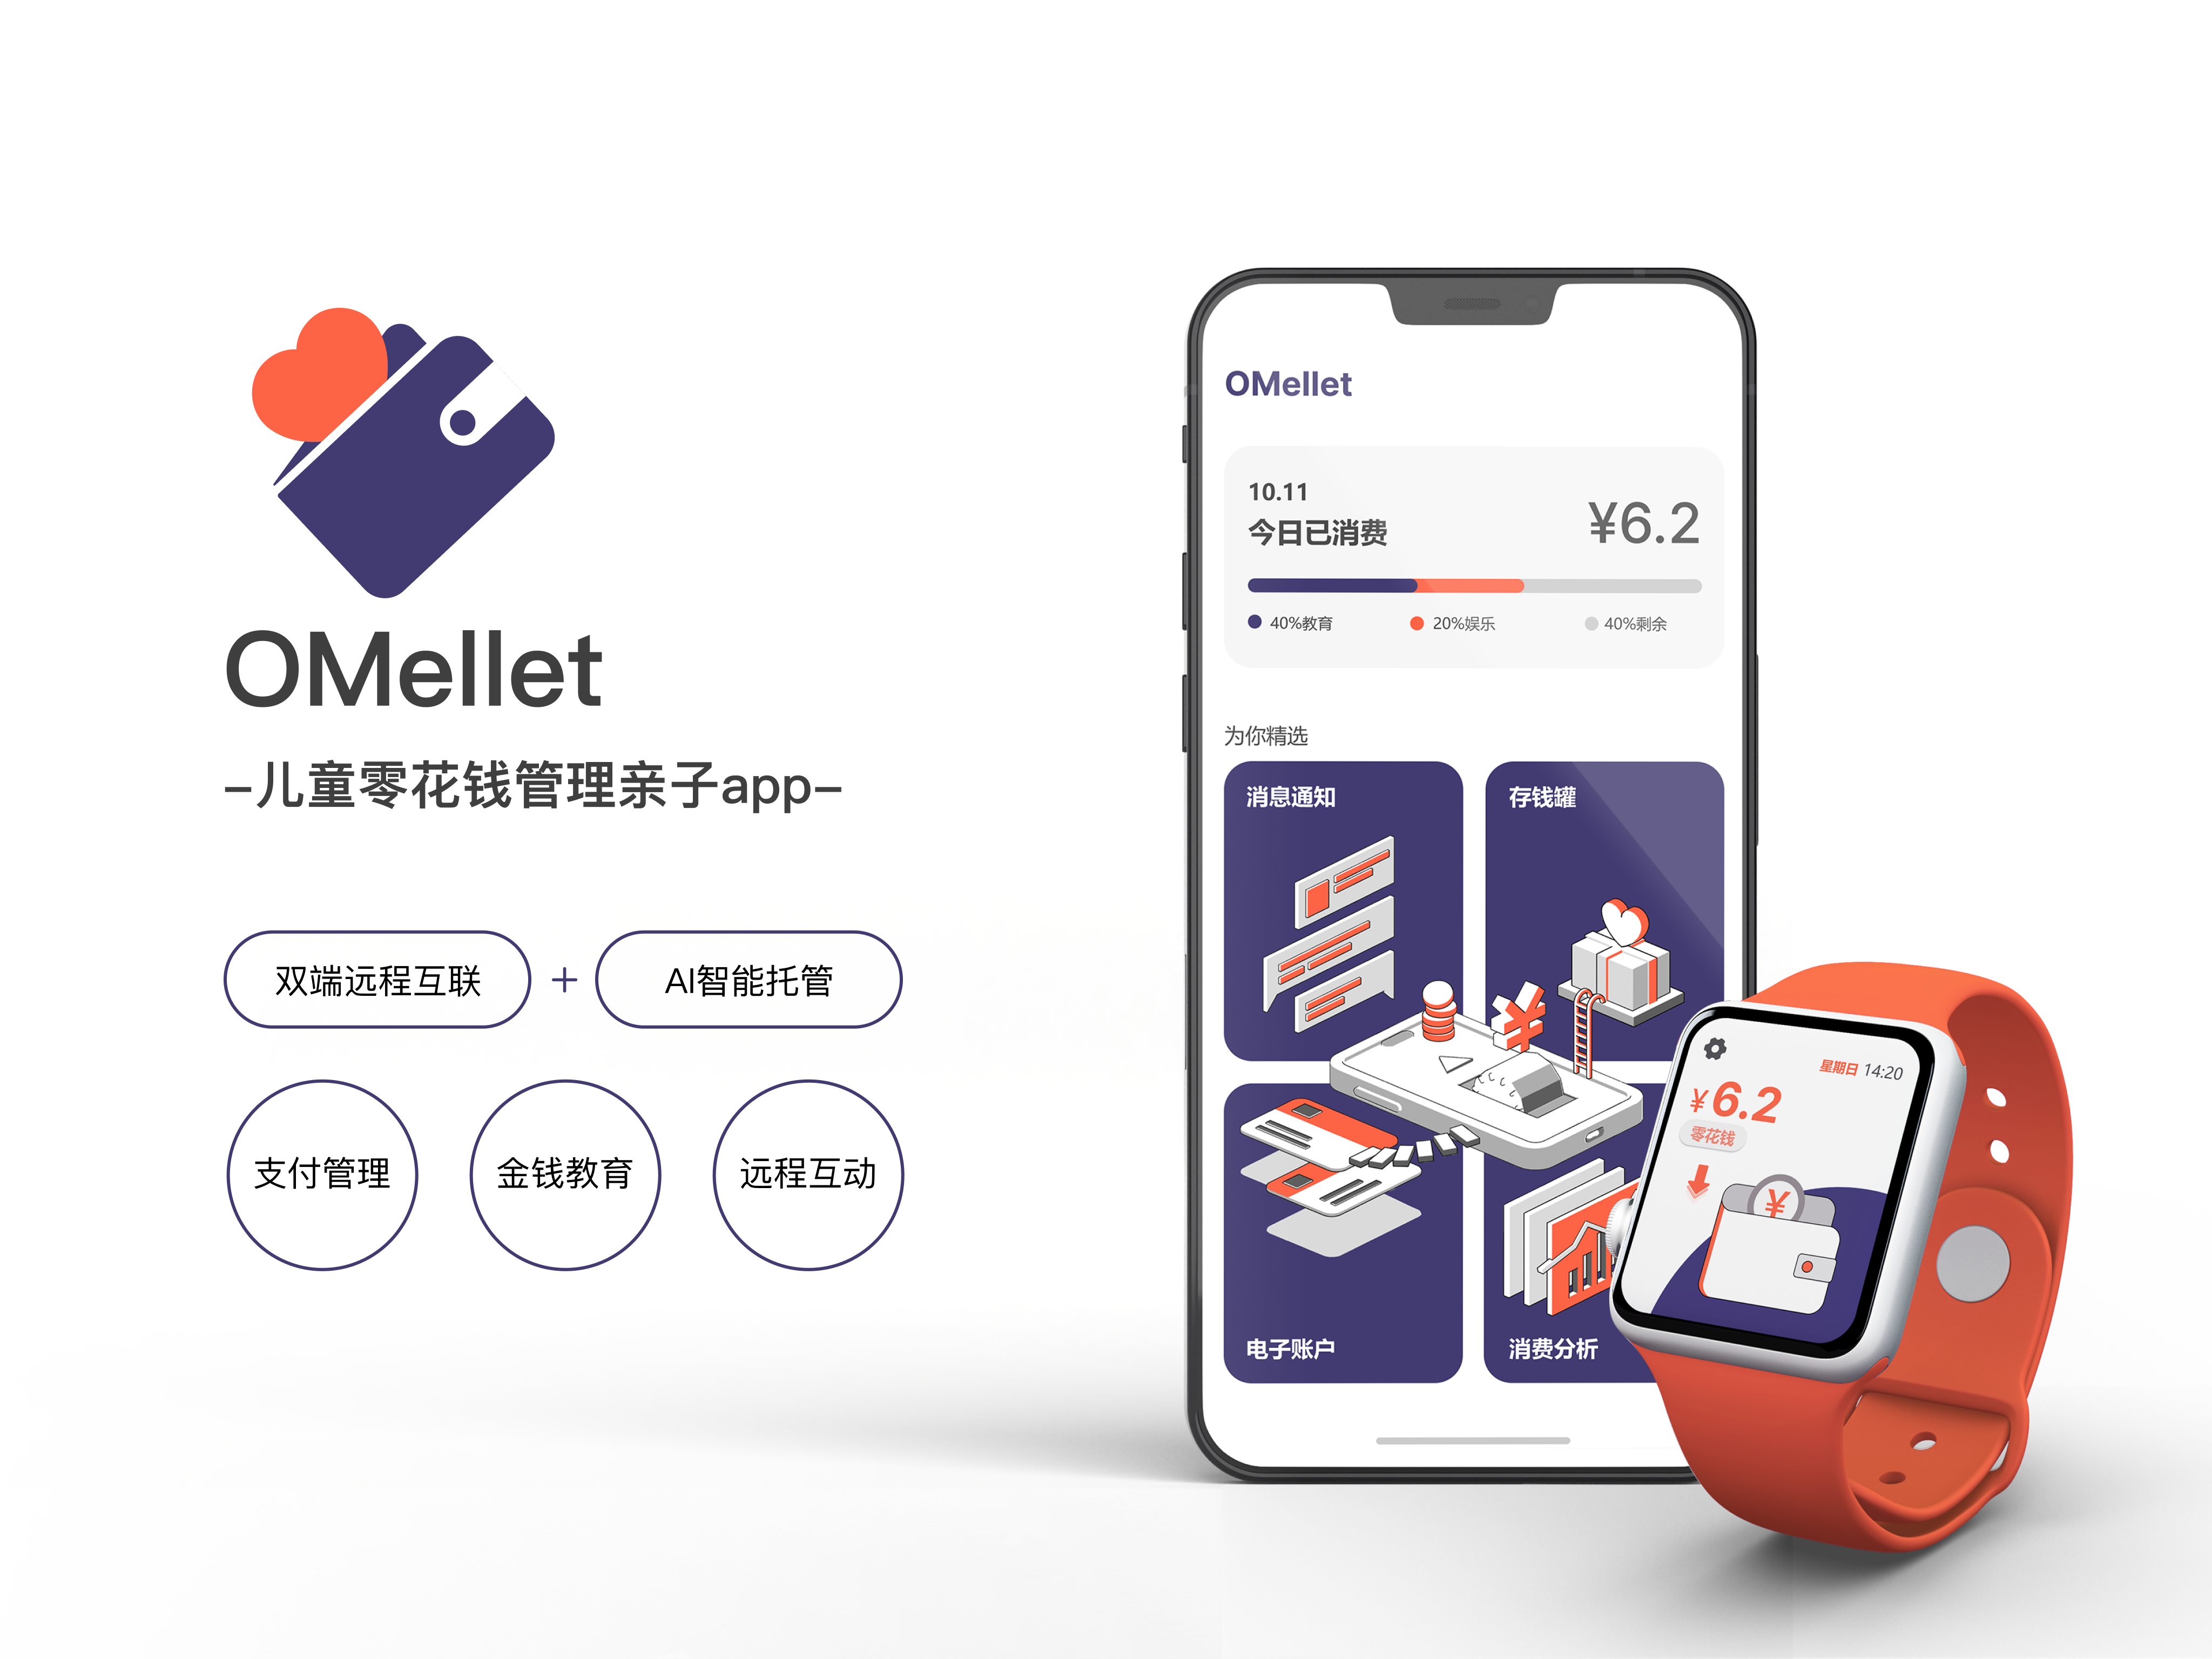 OMellet
–儿童零花钱管理亲子app–
双端远程互联 + AI智能托管
支付管理 金钱教育 远程互动
OMellet
10.11
今日已消费 ¥6.2
40%教育 20%娱乐 40%剩余
为你精选
消息通知 存钱罐
¥
电子账户 消费分析
星期日 14:20
¥6.2
零花钱
¥